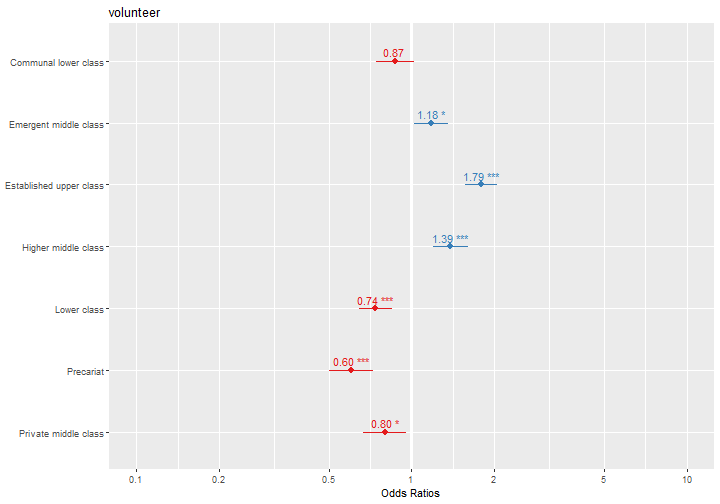 volunteer
Communal lower class
0.87
Emergent middle class
1.18 *
Established upper class
1.79 ***
Higher middle class
1.39 ***
Lower class
0.74 ***
Precariat
0.60 ***
Private middle class
0.80 *
0.1 0.2 0.5 1 2 5 10
Odds Ratios